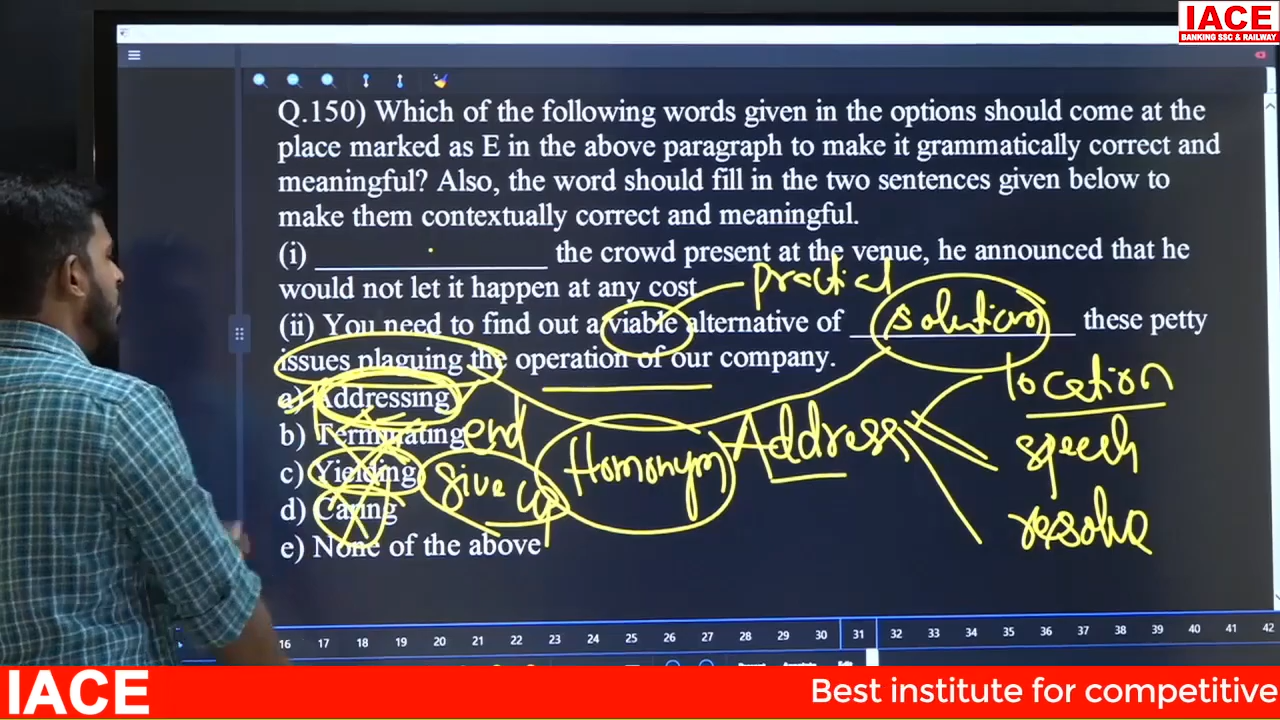 IACE
BANKING SSC & RAILWAY
Q.150) Which of the following words given in the options should come at the
place marked as E in the above paragraph to make it grammatically correct and
meaningful? Also, the word should fill in the two sentences given below to
make them contextually correct and meaningful.
(i) ____________________ the crowd present at the venue, he announced that he
would not let it happen at any cost
practical
(ii) You need to find out a viable alternative of ____________________ these petty
solution
issues plaguing the operation of our company.
a) Addressing
location
b) Terminating
end
Homonym
Address
speech
c) Yielding
Give up
d) Caring
resolve
e) None of the above
16 17 18 19 20 21 22 23 24 25 26 27 28 29 30 31 32 33 34 35 36 37 38 39 40 41 42
IACE
Best institute for competitive